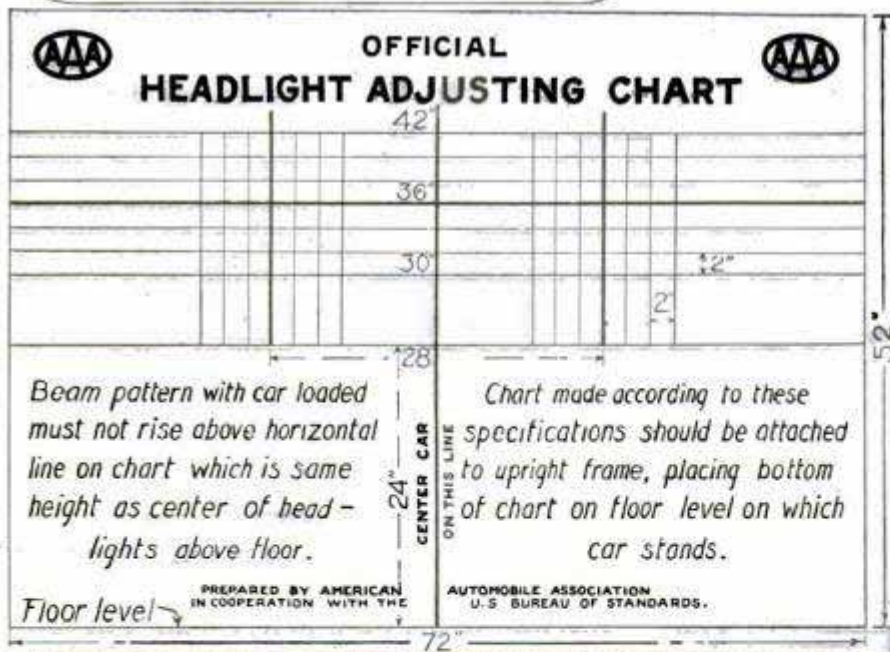 AAA
OFFICIAL
AAA
HEADLIGHT ADJUSTING CHART
42"
36"
30"
2"
2"
28
52"
Beam pattern with car loaded
must not rise above horizontal
line on chart which is same
height as center of head-
lights above floor.
24"
CENTER CAR
ON THIS LINE
Chart made according to these
specifications should be attached
to upright frame, placing bottom
of chart on floor level on which
car stands.
PREPARED BY AMERICAN AUTOMOBILE ASSOCIATION
IN COOPERATION WITH THE U.S BUREAU OF STANDARDS.
Floor level
72"